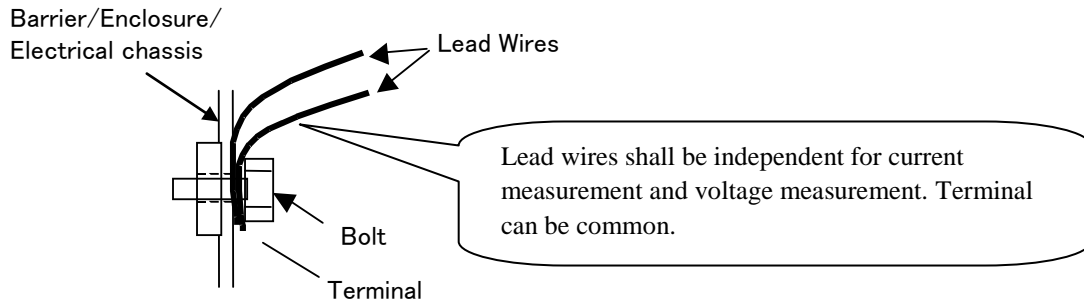 Barrier/Enclosure/
Electrical chassis
Lead Wires
Lead wires shall be independent for current
measurement and voltage measurement. Terminal
can be common.
Bolt
Terminal